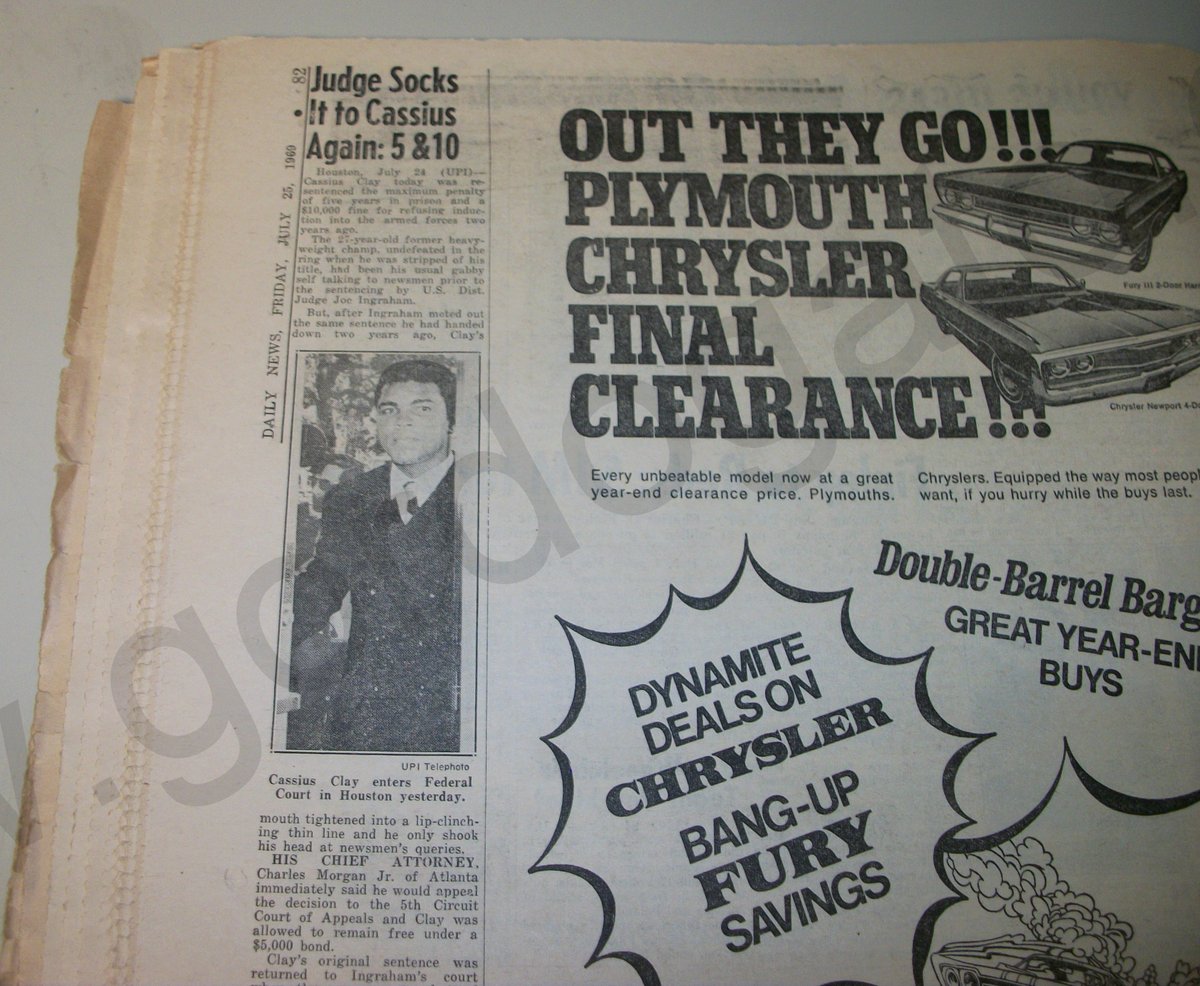 82
DAILY NEWS, FRIDAY, JULY 25, 1969
Judge Socks
It to Cassius
Again: 5 & 10
Houston, July 24 (UPI)—
Cassius Clay today was re-
sentenced the maximum penalty
of five years in prison and a
$10,000 fine for refusing induc-
tion into the armed forces two
years ago.
The 27-year-old former heavy-
weight champ, undefeated in the
ring when he was stripped of his
title, had been his usual gabby
self talking to newsmen prior to
the sentencing by U.S. Dist.
Judge Joe Ingraham.
But, after Ingraham meted out
the same sentence he had handed
down two years ago, Clay's
UPI Telephoto
Cassius Clay enters Federal
Court in Houston yesterday.
mouth tightened into a lip-clinch-
ing thin line and he only shook
his head at newsmen's queries.
HIS CHIEF ATTORNEY,
Charles Morgan Jr. of Atlanta
immediately said he would appeal
the decision to the 5th Circuit
Court of Appeals and Clay was
allowed to remain free under a
$5,000 bond.
Clay's original sentence was
returned to Ingraham's court
OUT THEY GO!!!
PLYMOUTH
CHRYSLER
FINAL
CLEARANCE!!!
Fury III 2-Door Har
Chrysler Newport 4-Do
Every unbeatable model now at a great
year-end clearance price. Plymouths.
Chryslers. Equipped the way most peopl
want, if you hurry while the buys last.
Double-Barrel Barg
GREAT YEAR-EN
BUYS
DYNAMITE
DEALS ON
CHRYSLER
BANG-UP
FURY
SAVINGS